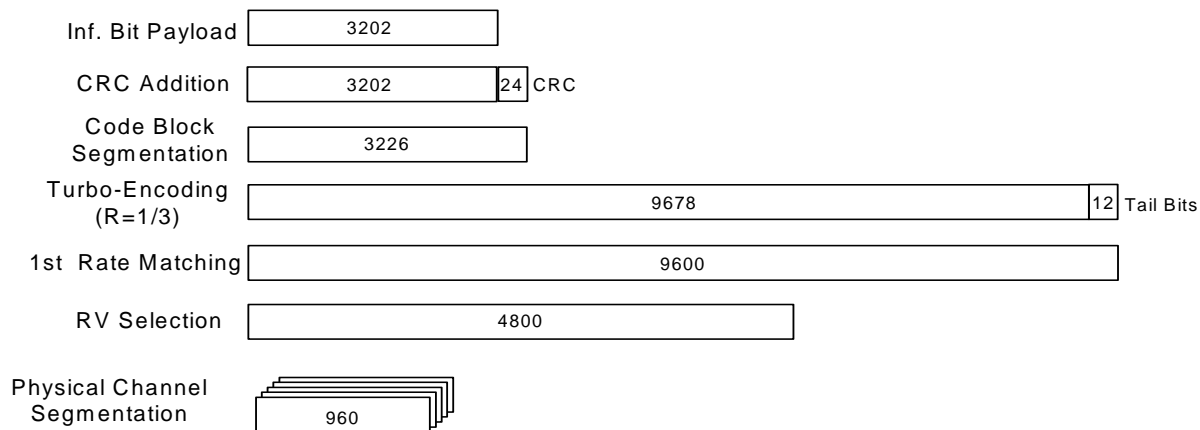 Inf. Bit Payload 3202
CRC Addition 3202 24 CRC
Code Block
Segmentation 3226
Turbo-Encoding
(R=1/3) 9678 12 Tail Bits
1st Rate Matching 9600
RV Selection 4800
Physical Channel
Segmentation 960